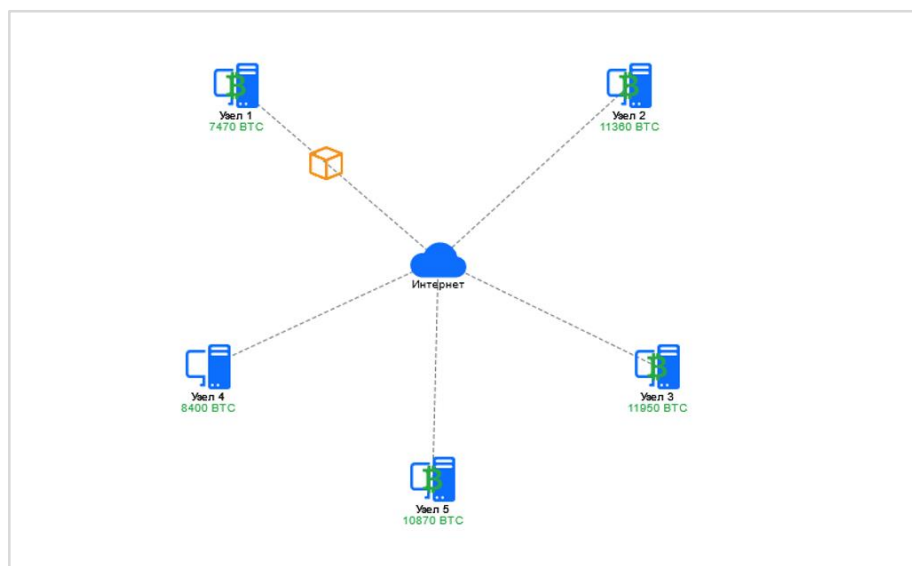 Узел 1
7470 BTC
Узел 2
11360 BTC
Интернет
Узел 4
8400 BTC
Узел 3
11950 BTC
Узел 5
10870 BTC